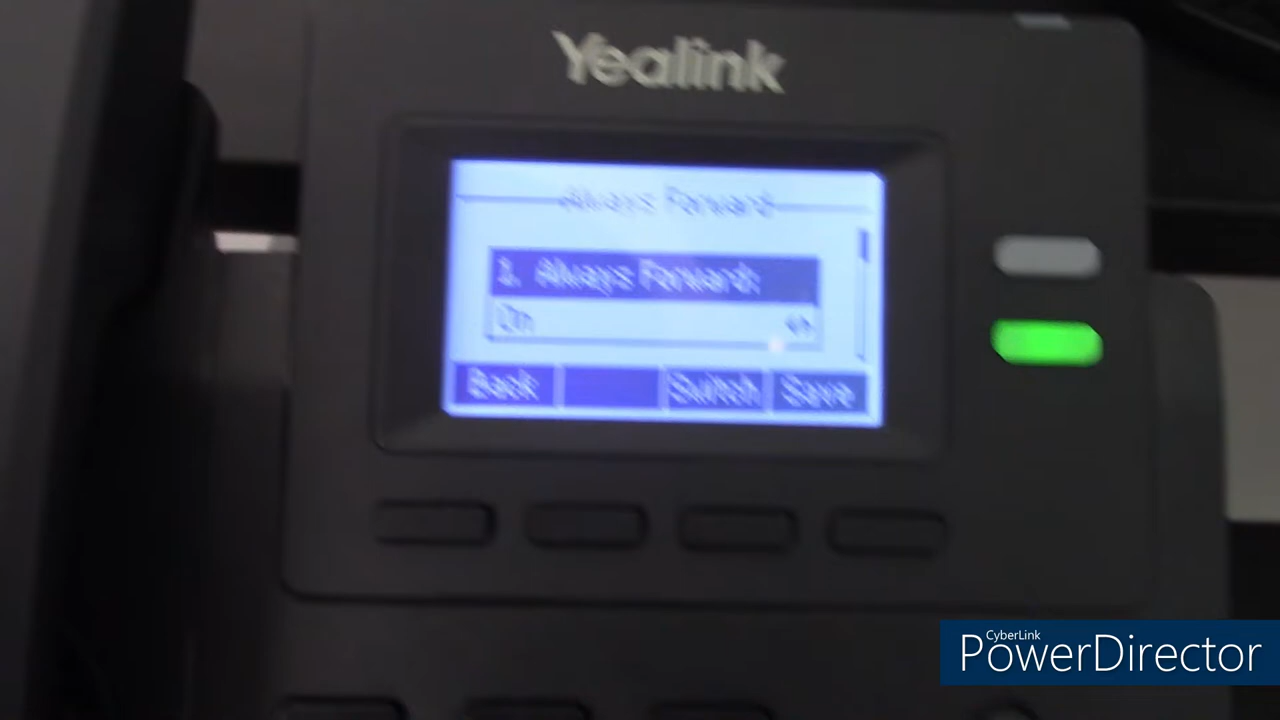 Yealink
Always Forward
1. Always Forward:
On
Back Switch Save
CyberLink
PowerDirector